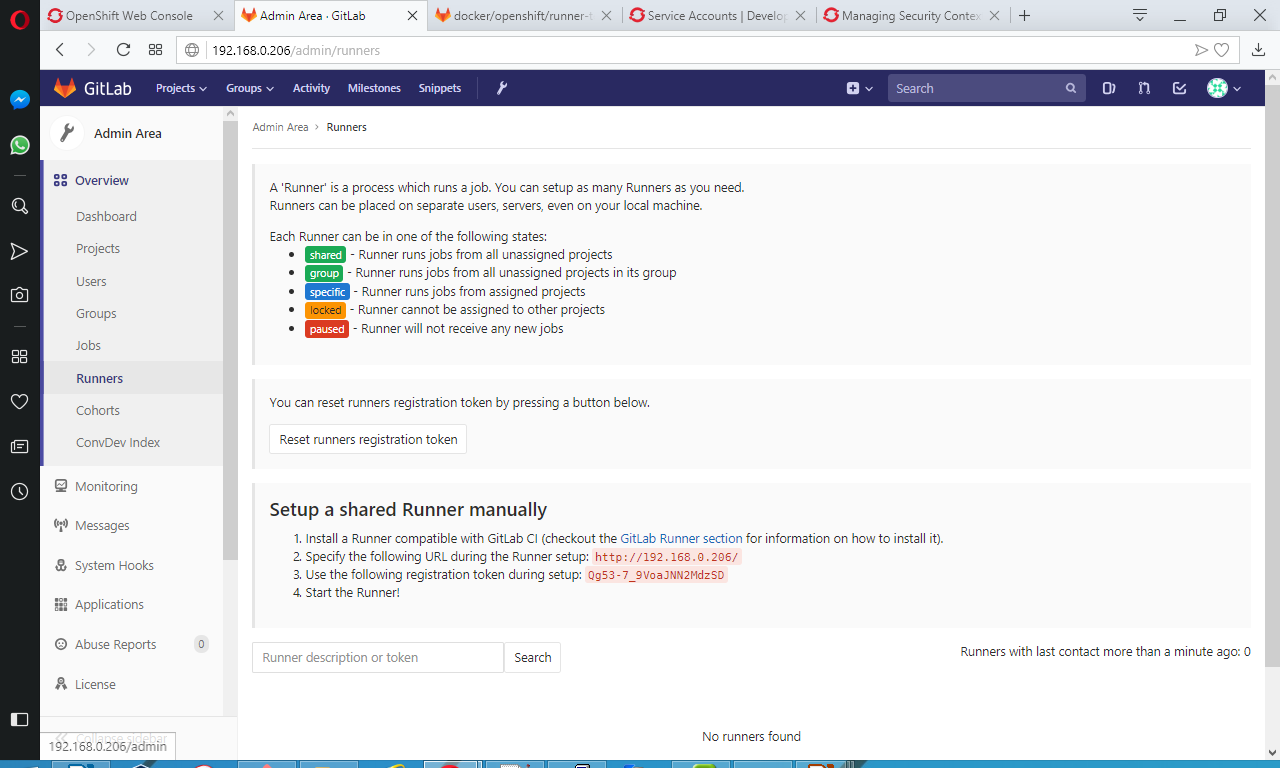 OpenShift Web Console
Admin Area · GitLab
docker/openshift/runner-t
Service Accounts | Develop
Managing Security Contex
192.168.0.206/admin/runners
GitLab
Projects
Groups
Activity
Milestones
Snippets
Search
Admin Area
Overview
Dashboard
Projects
Users
Groups
Jobs
Runners
Cohorts
ConvDev Index
Monitoring
Messages
System Hooks
Applications
Abuse Reports 0
License
Collapse sidebar
192.168.0.206/admin
Admin Area › Runners
A 'Runner' is a process which runs a job. You can setup as many Runners as you need.
Runners can be placed on separate users, servers, even on your local machine.
Each Runner can be in one of the following states:
shared - Runner runs jobs from all unassigned projects
group - Runner runs jobs from all unassigned projects in its group
specific - Runner runs jobs from assigned projects
locked - Runner cannot be assigned to other projects
paused - Runner will not receive any new jobs
You can reset runners registration token by pressing a button below.
Reset runners registration token
Setup a shared Runner manually
1. Install a Runner compatible with GitLab CI (checkout the GitLab Runner section for information on how to install it).
2. Specify the following URL during the Runner setup: http://192.168.0.206/
3. Use the following registration token during setup: Qg53-7_9VoaJNN2MdzSD
4. Start the Runner!
Runner description or token
Search
Runners with last contact more than a minute ago: 0
No runners found